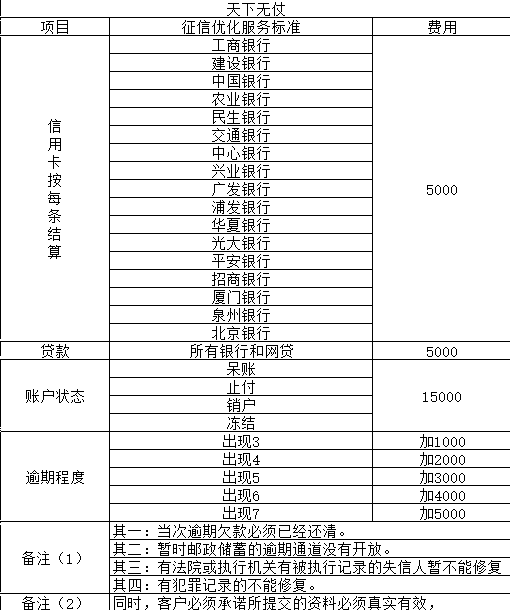 天下无仗
项目 征信优化服务标准 费用
信用卡按每条结算
工商银行
建设银行
中国银行
农业银行
民生银行
交通银行
中心银行
兴业银行
广发银行
浦发银行
华夏银行
光大银行
平安银行
招商银行
厦门银行
泉州银行
北京银行
5000
贷款 所有银行和网贷 5000
账户状态
呆账
止付
销户
冻结
15000
逾期程度
出现3 加1000
出现4 加2000
出现5 加3000
出现6 加4000
出现7 加5000
备注（1）
其一：当次逾期欠款必须已经还清。
其二：暂时邮政储蓄的逾期通道没有开放。
其三：有法院或执行机关有被执行记录的失信人暂不能修复
其四：有犯罪记录的不能修复。
备注（2） 同时，客户必须承诺所提交的资料必须真实有效，